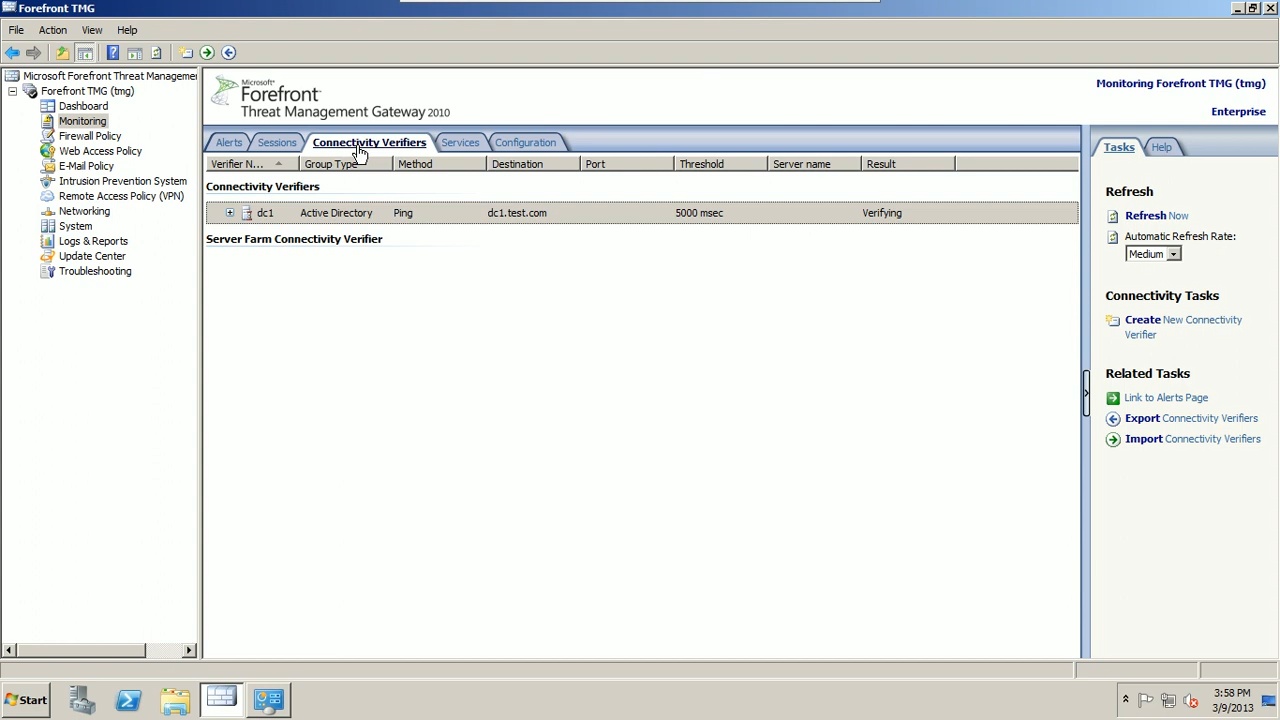 Forefront TMG
File Action View Help
Microsoft Forefront Threat Manageme
Forefront TMG (tmg)
Dashboard
Monitoring
Firewall Policy
Web Access Policy
E-Mail Policy
Intrusion Prevention System
Remote Access Policy (VPN)
Networking
System
Logs & Reports
Update Center
Troubleshooting
Microsoft®
Forefront™
Threat Management Gateway 2010
Monitoring Forefront TMG (tmg)
Enterprise
Alerts Sessions Connectivity Verifiers Services Configuration
Verifier N... Group Type Method Destination Port Threshold Server name Result
Connectivity Verifiers
dc1 Active Directory Ping dc1.test.com 5000 msec Verifying
Server Farm Connectivity Verifier
Tasks Help
Refresh
Refresh Now
Automatic Refresh Rate:
Medium
Connectivity Tasks
Create New Connectivity
Verifier
Related Tasks
Link to Alerts Page
Export Connectivity Verifiers
Import Connectivity Verifiers
Start
3:58 PM
3/9/2013